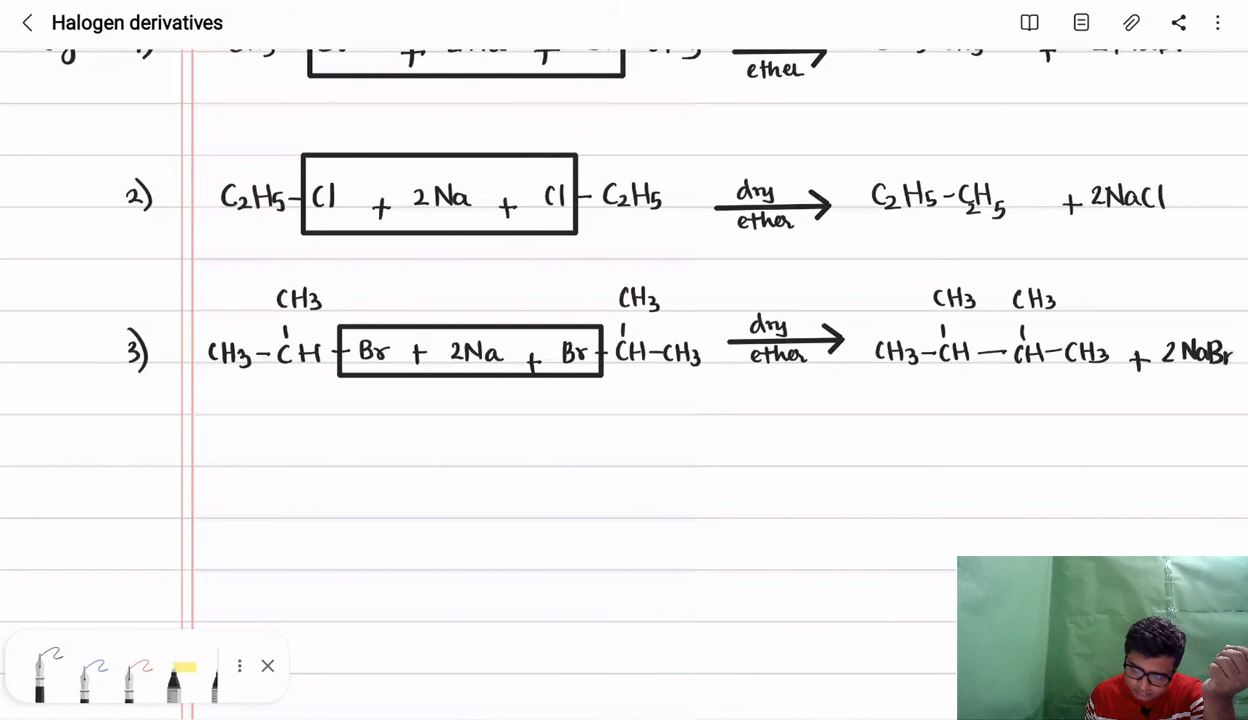 Halogen derivatives
ether
2) C2H5-Cl + 2Na + Cl-C2H5 dry ether C2H5-C2H5 + 2NaCl
CH3 CH3 CH3 CH3
3) CH3-CH-Br + 2Na + Br-CH-CH3 dry ether CH3-CH-CH-CH3 + 2NaBr